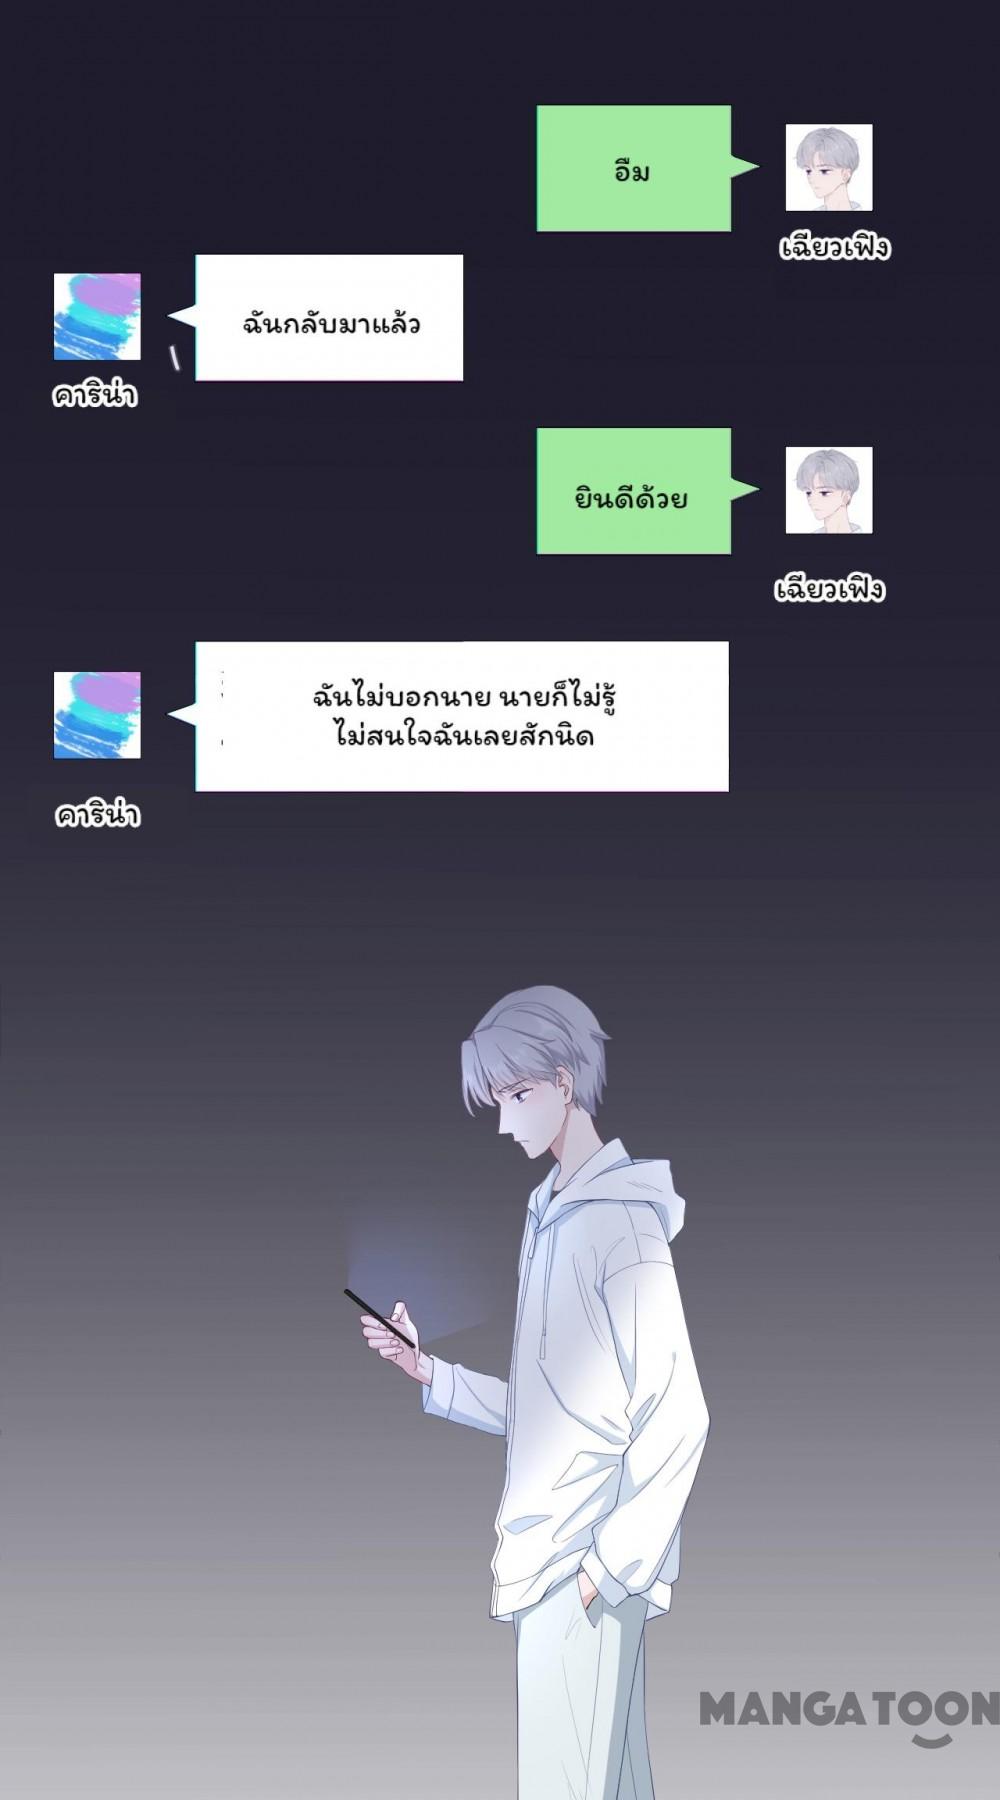 อืม
เฉียวเฟิง
ฉันกลับมาแล้ว
คาริน่า
ยินดีด้วย
เฉียวเฟิง
ฉันไม่บอกนาย นายก็ไม่รู้
ไม่สนใจฉันเลยสักนิด
คาริน่า
MANGATOON